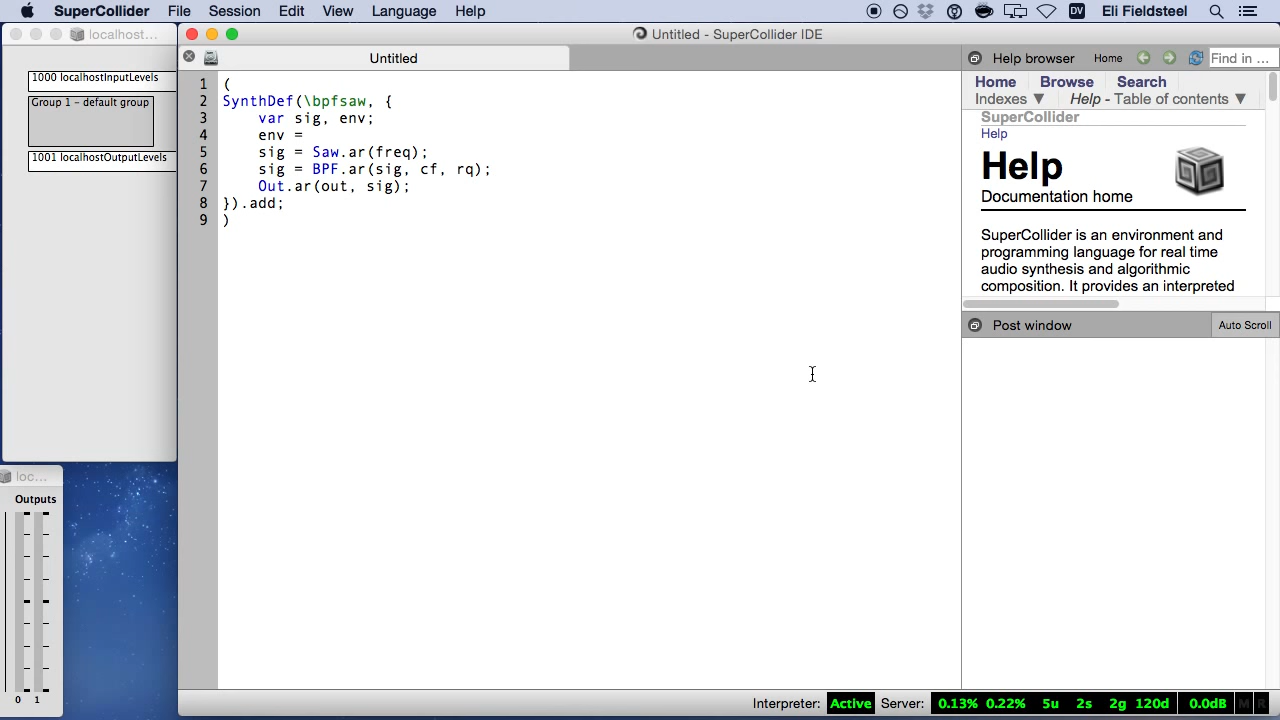 SuperCollider File Session Edit View Language Help DV Eli Fieldsteel
localhost...
1000 localhostInputLevels
Group 1 - default group
1001 localhostOutputLevels
loc...
Outputs
0 1
Untitled - SuperCollider IDE
Untitled
1 (
2 SynthDef(\bpfsaw, {
3 var sig, env;
4 env =
5 sig = Saw.ar(freq);
6 sig = BPF.ar(sig, cf, rq);
7 Out.ar(out, sig);
8 }).add;
9 )
Help browser Home Find in ...
Home Browse Search
Indexes ▼ Help - Table of contents ▼
SuperCollider
Help
Help
Documentation home
SuperCollider is an environment and
programming language for real time
audio synthesis and algorithmic
composition. It provides an interpreted
Post window Auto Scroll
Interpreter: Active Server: 0.13% 0.22% 5u 2s 2g 120d 0.0dB M R